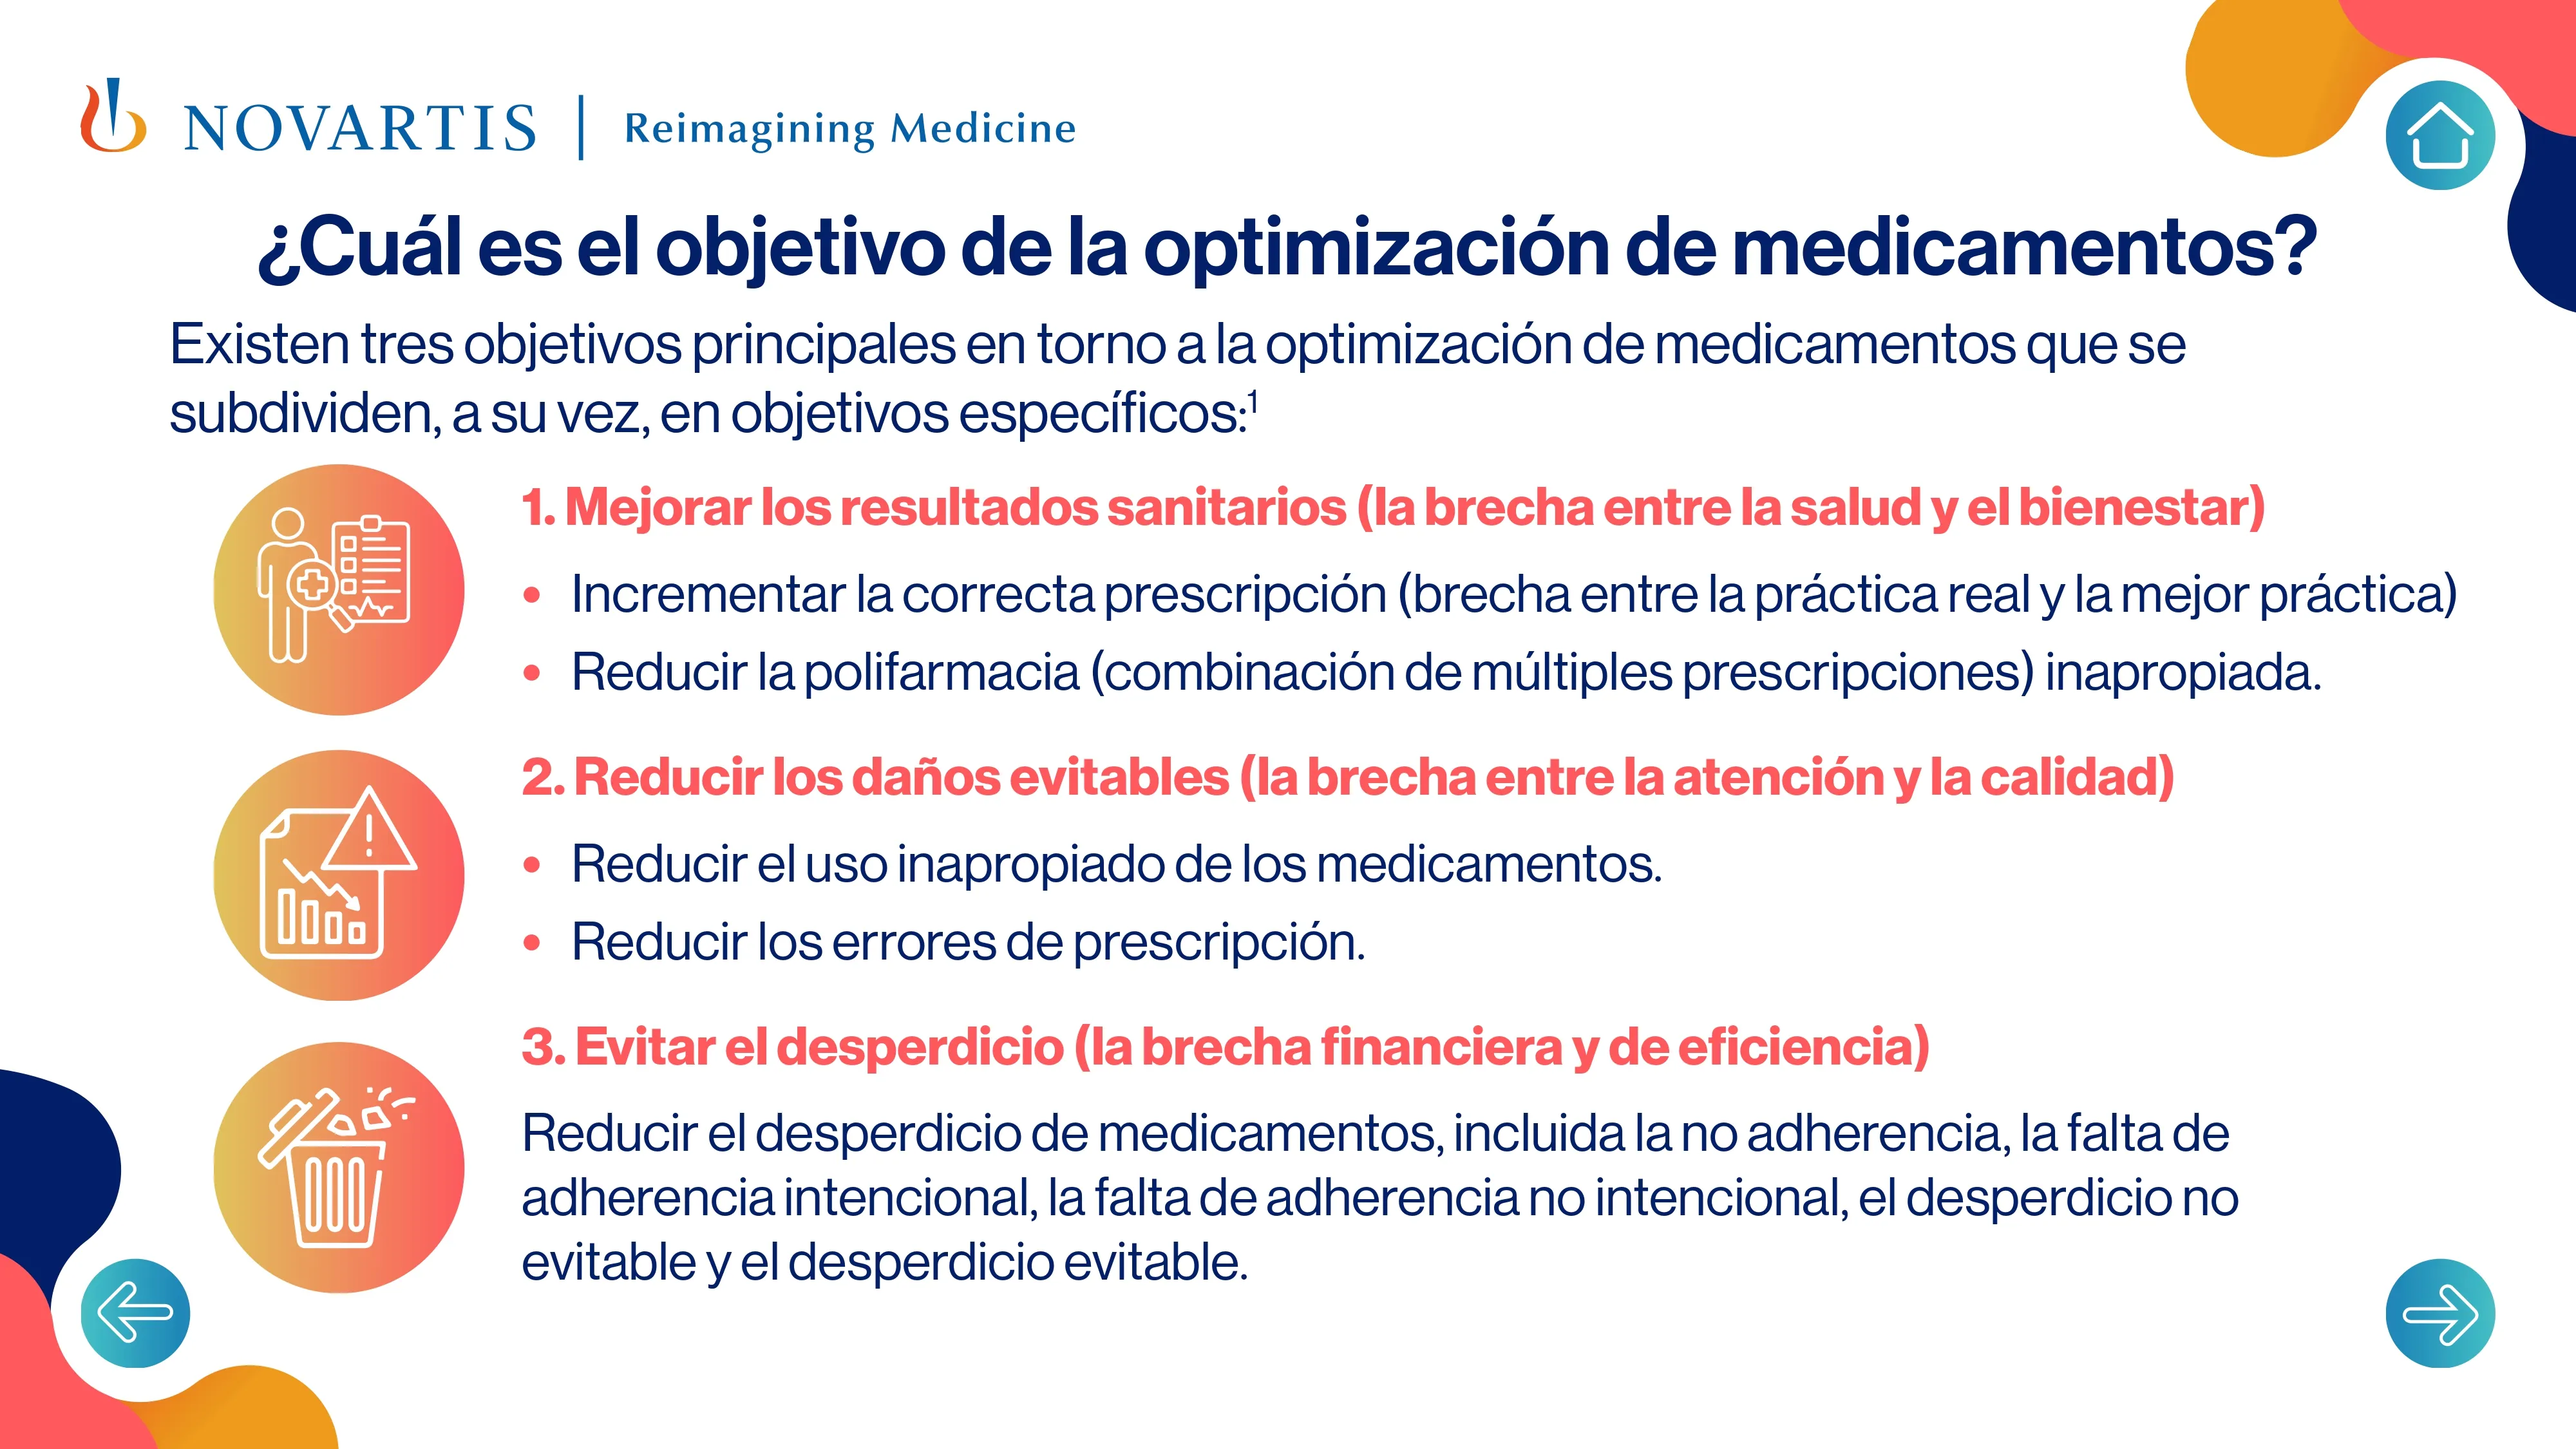 NOVARTIS | Reimagining Medicine
¿Cuál es el objetivo de la optimización de medicamentos?
Existen tres objetivos principales en torno a la optimización de medicamentos que se
subdividen, a su vez, en objetivos específicos:¹
1. Mejorar los resultados sanitarios (la brecha entre la salud y el bienestar)
• Incrementar la correcta prescripción (brecha entre la práctica real y la mejor práctica)
• Reducir la polifarmacia (combinación de múltiples prescripciones) inapropiada.
2. Reducir los daños evitables (la brecha entre la atención y la calidad)
• Reducir el uso inapropiado de los medicamentos.
• Reducir los errores de prescripción.
3. Evitar el desperdicio (la brecha financiera y de eficiencia)
Reducir el desperdicio de medicamentos, incluida la no adherencia, la falta de
adherencia intencional, la falta de adherencia no intencional, el desperdicio no
evitable y el desperdicio evitable.